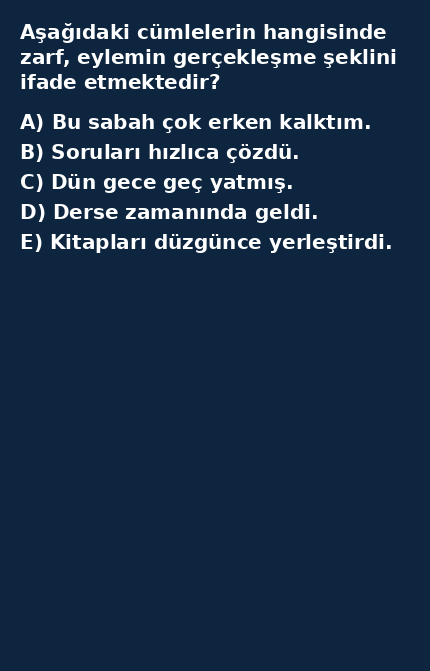 Aşağıdaki cümlelerin hangisinde
zarf, eylemin gerçekleşme şeklini
ifade etmektedir?
A) Bu sabah çok erken kalktım.
B) Soruları hızlıca çözdü.
C) Dün gece geç yatmış.
D) Derse zamanında geldi.
E) Kitapları düzgünce yerleştirdi.